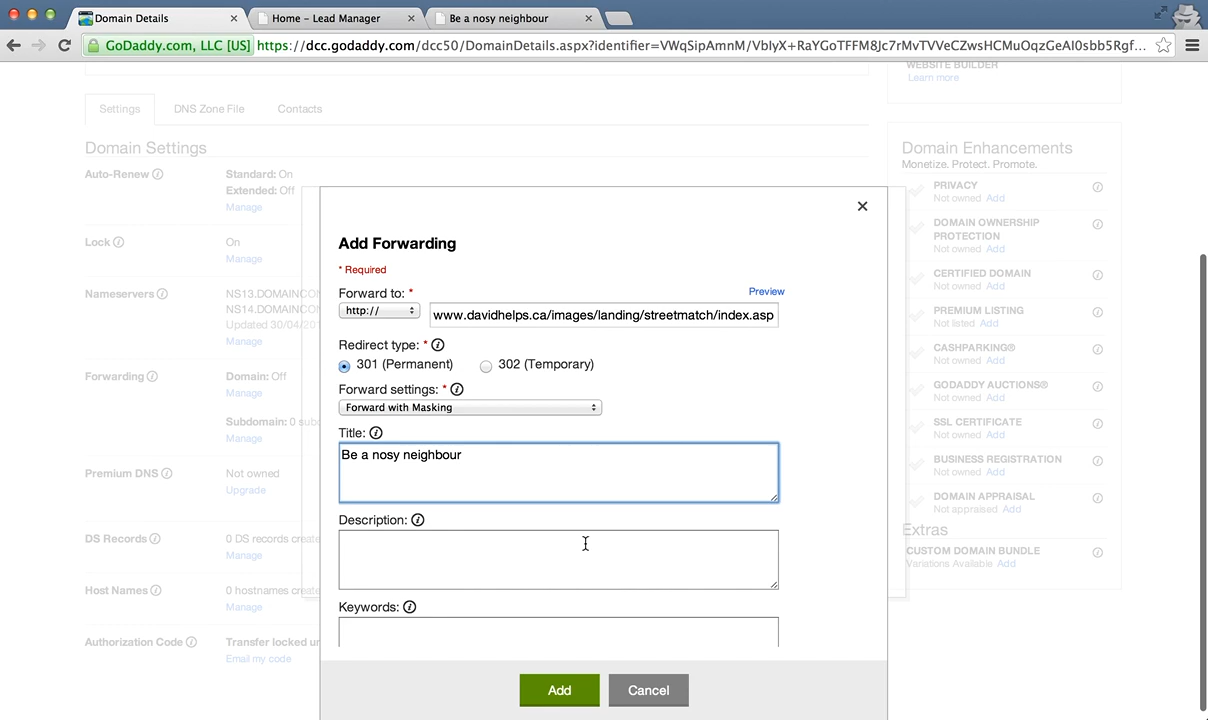 Domain Details
Home – Lead Manager
Be a nosy neighbour
GoDaddy.com, LLC [US] https://dcc.godaddy.com/dcc50/DomainDetails.aspx?identifier=VWqSipAmnM/VbIyX+RaYGoTFFM8Jc7rMvTVVeCZwsHCMuOqzGeAI0sbb5Rgf...
WEBSITE BUILDER
Learn more
Settings
DNS Zone File
Contacts
Domain Settings
Auto-Renew
Standard: On
Extended: Off
Manage
Lock
On
Manage
Nameservers
NS13.DOMAINCON
NS14.DOMAINCON
Updated 30/04/201
Manage
Forwarding
Domain: Off
Manage
Subdomain: 0 subd
Manage
Premium DNS
Not owned
Upgrade
DS Records
0 DS records create
Manage
Host Names
0 hostnames create
Manage
Authorization Code
Transfer locked un
Email my code
Add Forwarding
* Required
Forward to: *
Preview
http://
www.davidhelps.ca/images/landing/streetmatch/index.asp
Redirect type: *
301 (Permanent)
302 (Temporary)
Forward settings: *
Forward with Masking
Title:
Be a nosy neighbour
Description:
Keywords:
Add
Cancel
Domain Enhancements
Monetize. Protect. Promote.
PRIVACY
Not owned Add
DOMAIN OWNERSHIP
PROTECTION
Not owned Add
CERTIFIED DOMAIN
Not owned Add
PREMIUM LISTING
Not listed Add
CASHPARKING®
Not owned Add
GODADDY AUCTIONS®
Not owned Add
SSL CERTIFICATE
Not owned Add
BUSINESS REGISTRATION
Not owned Add
DOMAIN APPRAISAL
Not appraised Add
Extras
CUSTOM DOMAIN BUNDLE
Variations Available Add